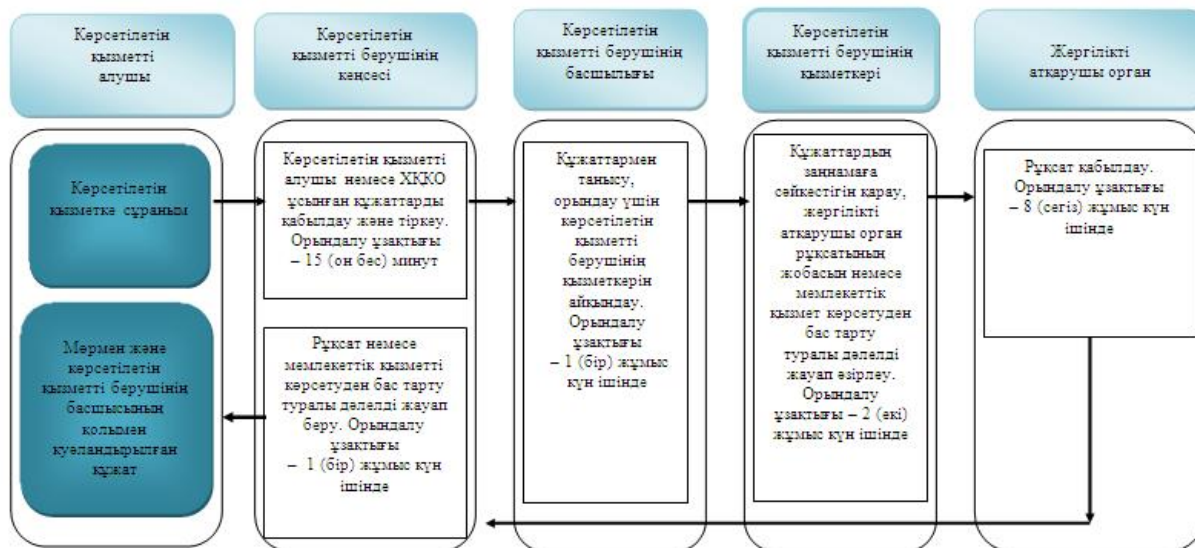 Көрсетілетін
қызметті
алушы
Көрсетілетін
қызметті берушінің
кеңсесі
Көрсетілетін
қызметті берушінің
басшылығы
Көрсетілетін
қызметті берушінің
қызметкері
Жергілікті
атқарушы орган
Көрсетілетін
қызметке сұраным
Көрсетілетін қызметті
алушы немесе ХҚКО
ұсынған құжаттарды
қабылдау және тіркеу.
Орындалу ұзақтығы
– 15 (он бес) минут
Құжаттармен
танысу,
орындау үшін
көрсетілетін
қызметті
берушінің
қызметкерін
айқындау.
Орындалу
ұзақтығы
– 1 (бір) жұмыс
күн ішінде
Құжаттардың
заңнамаға
сәйкестігін қарау,
жергілікті
атқарушы орган
рұқсатының
жобасын немесе
мемлекеттік
қызмет көрсетуден
бас тарту
туралы дәлелді
жауап әзірлеу.
Орындалу
ұзақтығы – 2 (екі)
жұмыс күн ішінде
Рұқсат қабылдау.
Орындалу ұзақтығы
– 8 (сегіз) жұмыс күн
ішінде
Рұқсат немесе
мемлекеттік қызметті
көрсетуден бас тарту
туралы дәлелді жауап
беру. Орындалу
ұзақтығы
– 1 (бір) жұмыс күн
ішінде
Мөрмен және
көрсетілетін
қызметті берушінің
басшысының
қолымен
куәландырылған
құжат